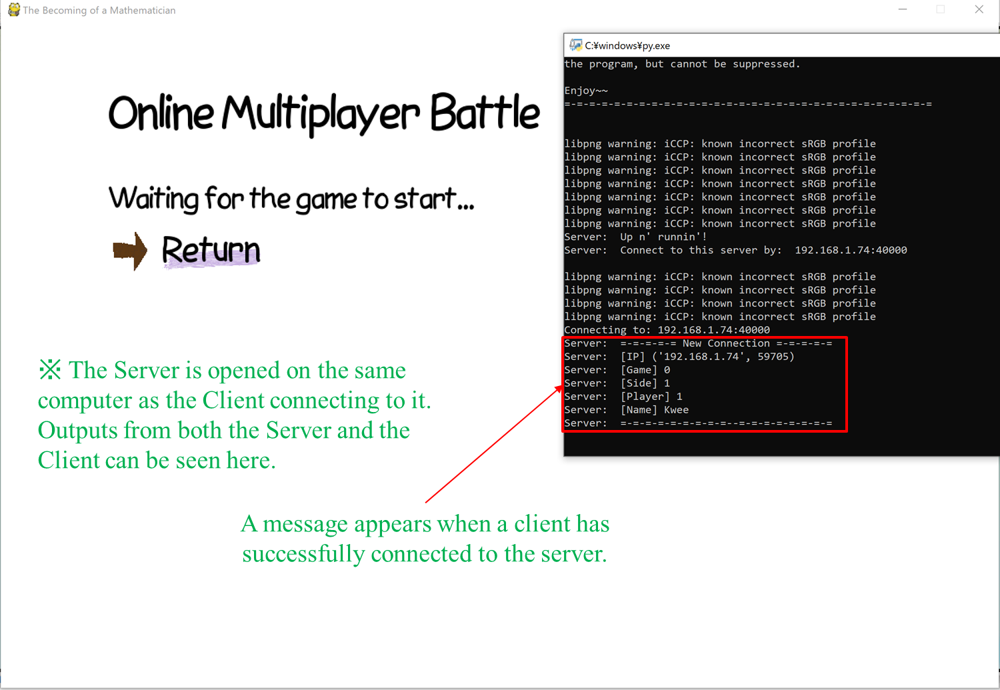 The Becoming of a Mathematician
Online Multiplayer Battle
Waiting for the game to start...
Return
※ The Server is opened on the same
computer as the Client connecting to it.
Outputs from both the Server and the
Client can be seen here.
A message appears when a client has
successfully connected to the server.
C:¥windows¥py.exe
the program, but cannot be suppressed.
Enjoy~~
=-=-=-=-=-=-=-=-=-=-=-=-=-=-=-=-=-=-=-=-=-=-=-=-=-=-=-=-=-=
libpng warning: iCCP: known incorrect sRGB profile
libpng warning: iCCP: known incorrect sRGB profile
libpng warning: iCCP: known incorrect sRGB profile
libpng warning: iCCP: known incorrect sRGB profile
libpng warning: iCCP: known incorrect sRGB profile
libpng warning: iCCP: known incorrect sRGB profile
libpng warning: iCCP: known incorrect sRGB profile
Server:  Up n' runnin'!
Server:  Connect to this server by:  192.168.1.74:40000
libpng warning: iCCP: known incorrect sRGB profile
libpng warning: iCCP: known incorrect sRGB profile
libpng warning: iCCP: known incorrect sRGB profile
libpng warning: iCCP: known incorrect sRGB profile
Connecting to: 192.168.1.74:40000
Server:  =-=-=-=-= New Connection =-=-=-=-=
Server:  [IP] ('192.168.1.74', 59705)
Server:  [Game] 0
Server:  [Side] 1
Server:  [Player] 1
Server:  [Name] Kwee
Server:  =-=-=-=-=-=-=-=-=--=-=-=-=-=-=-=-=